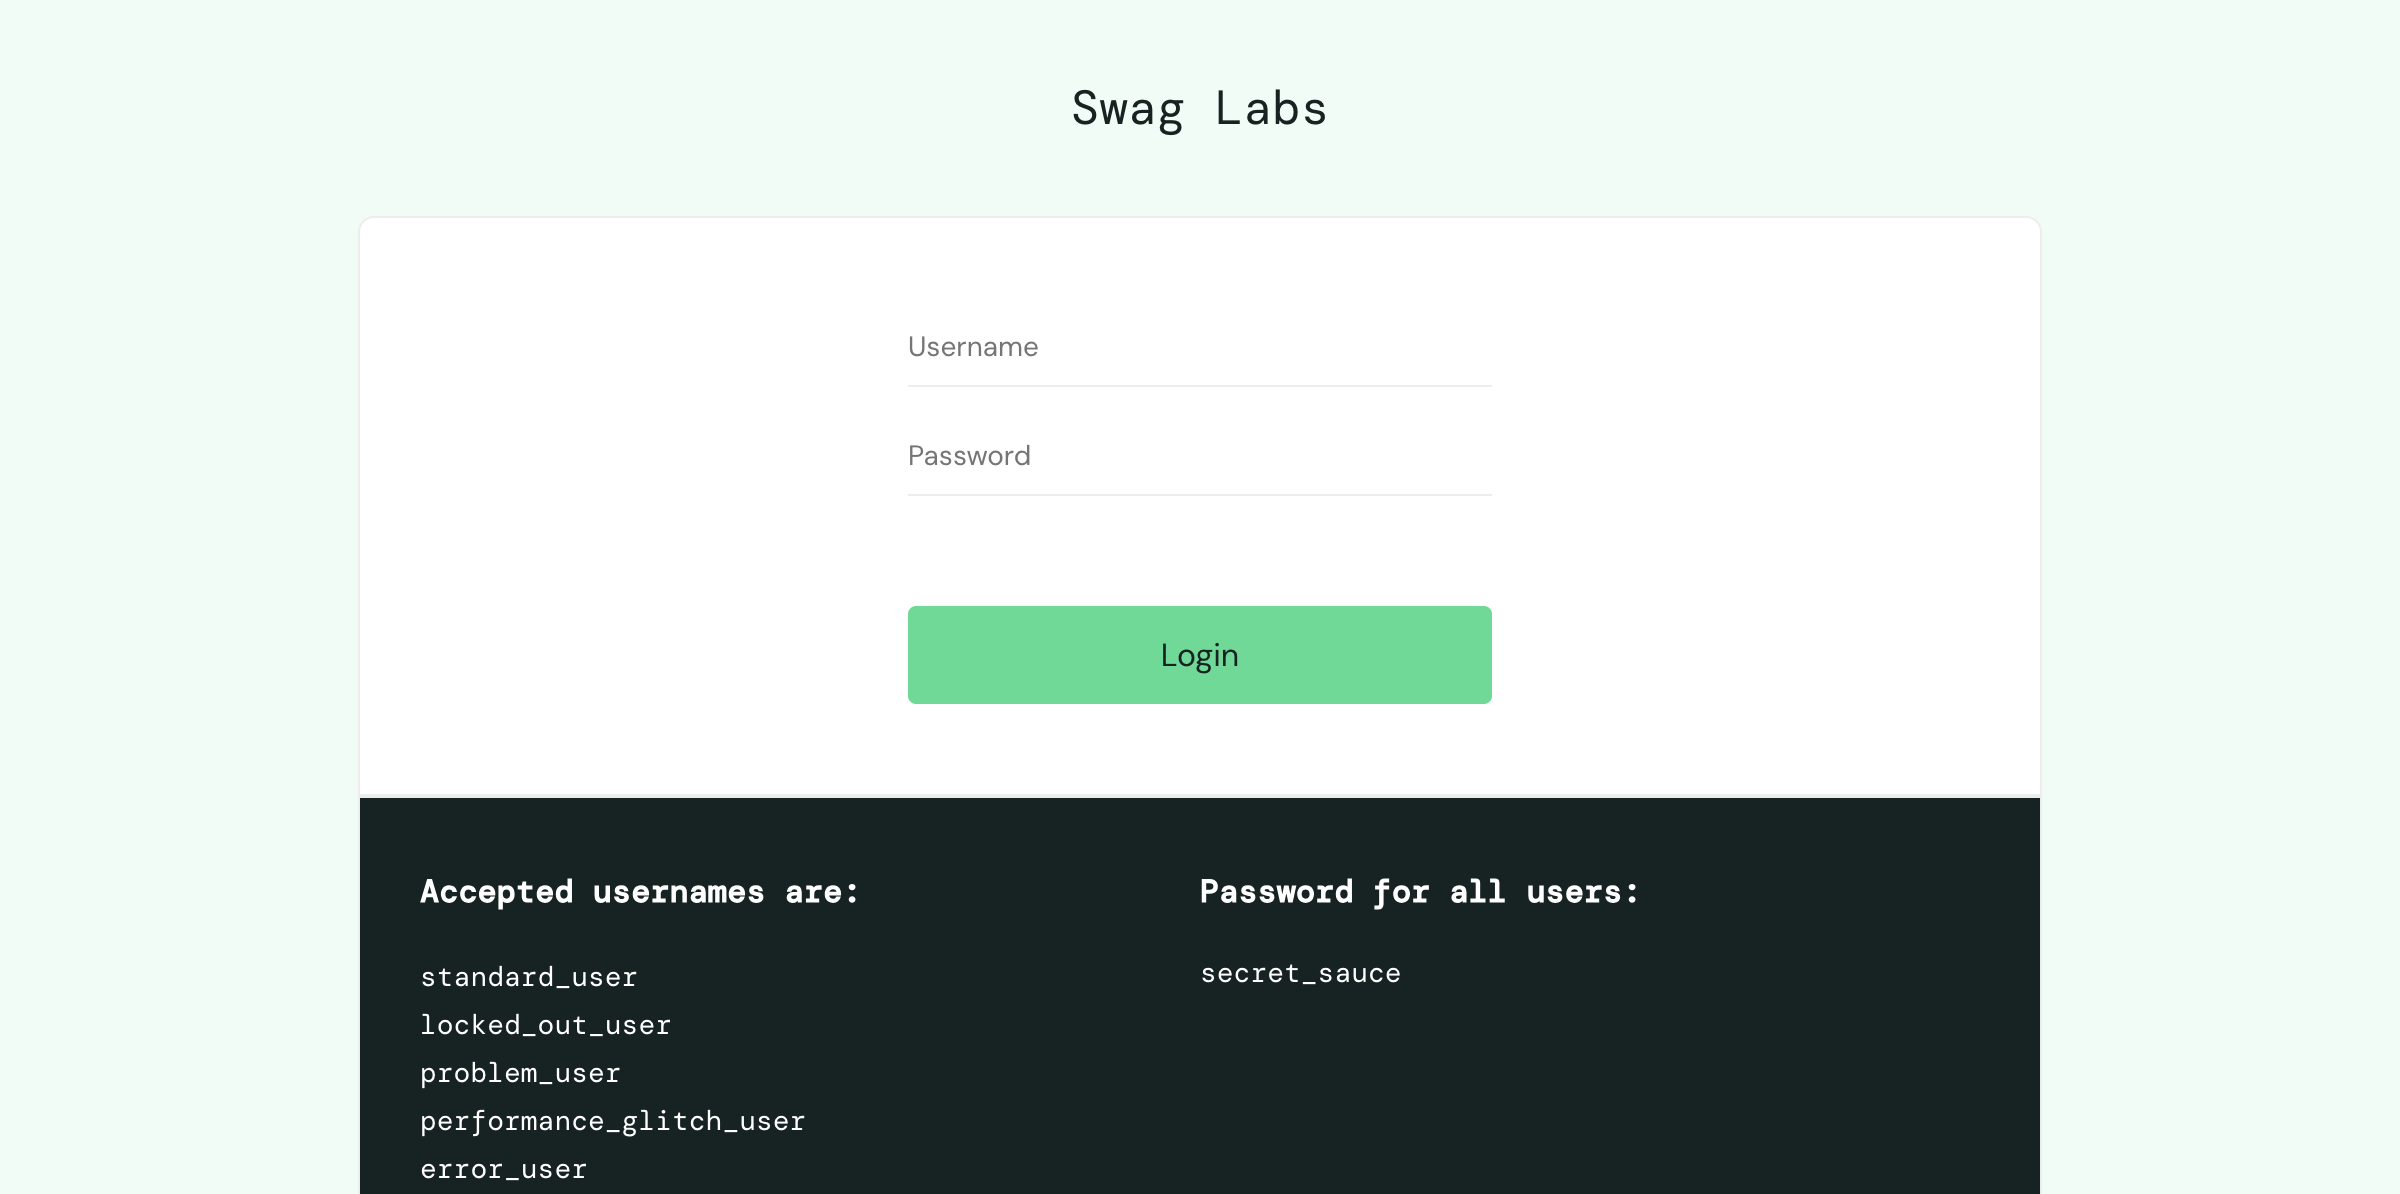 Swag Labs
Username
Password
Login
Accepted usernames are:
standard_user
locked_out_user
problem_user
performance_glitch_user
error_user
Password for all users:
secret_sauce